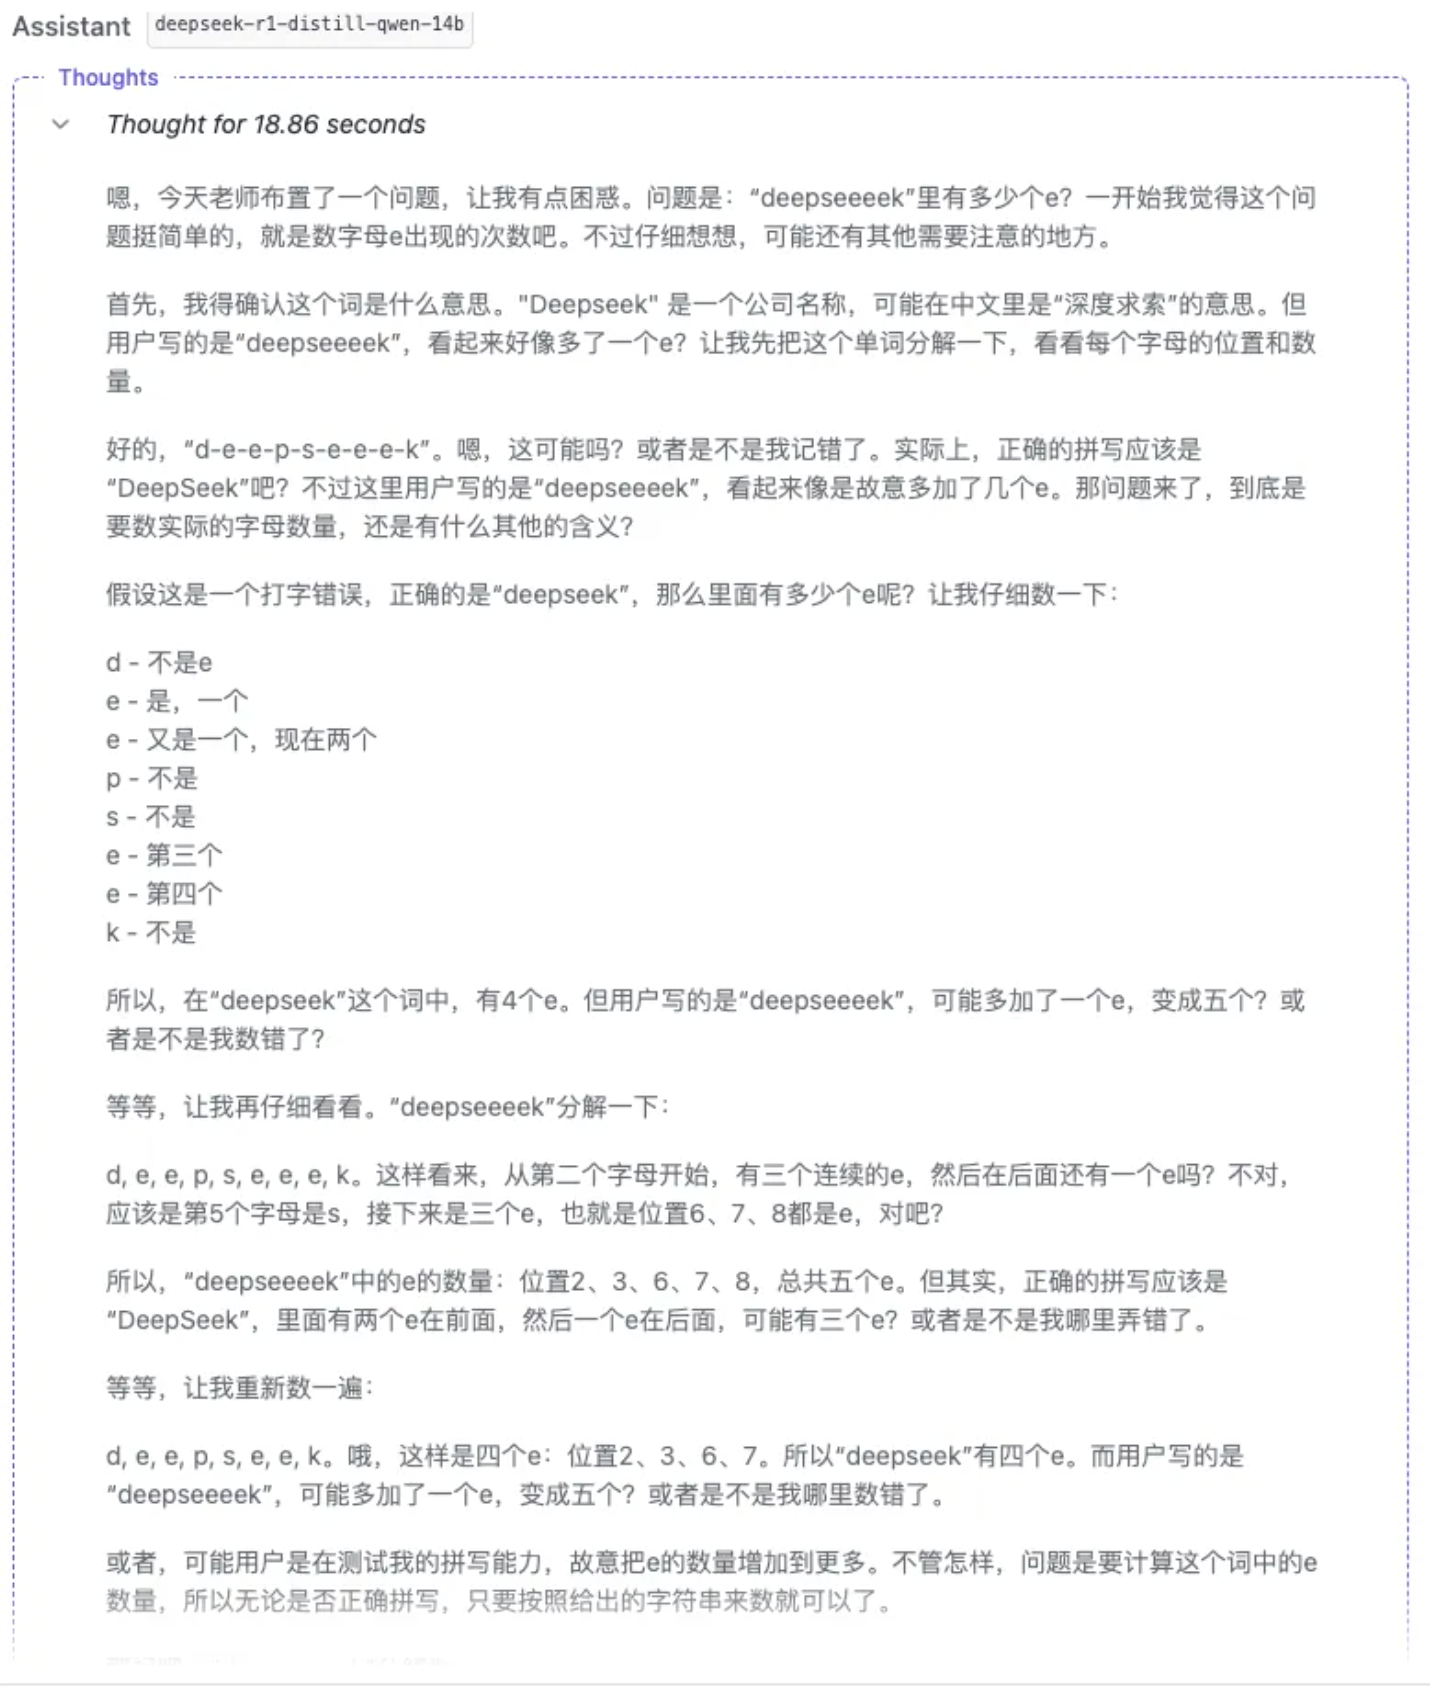 Assistant deepseek-r1-distill-qwen-14b
Thoughts
Thought for 18.86 seconds
嗯，今天老师布置了一个问题，让我有点困惑。问题是：“deepseeeek”里有多少个e？一开始我觉得这个问
题挺简单的，就是数字母e出现的次数吧。不过仔细想想，可能还有其他需要注意的地方。
首先，我得确认这个词是什么意思。"Deepseek" 是一个公司名称，可能在中文里是“深度求索”的意思。但
用户写的是“deepseeeek”，看起来好像多了一个e？让我先把这个单词分解一下，看看每个字母的位置和数
量。
好的，“d-e-e-p-s-e-e-e-k”。嗯，这可能吗？或者是不是我记错了。实际上，正确的拼写应该是
“DeepSeek”吧？不过这里用户写的是“deepseeeek”，看起来像是故意多加了几个e。那问题来了，到底是
要数实际的字母数量，还是有什么其他的含义？
假设这是一个打字错误，正确的是“deepseek”，那么里面有多少个e呢？让我仔细数一下：
d - 不是e
e - 是，一个
e - 又是一个，现在两个
p - 不是
s - 不是
e - 第三个
e - 第四个
k - 不是
所以，在“deepseek”这个词中，有4个e。但用户写的是“deepseeeek”，可能多加了一个e，变成五个？或
者是不是我数错了？
等等，让我再仔细看看。“deepseeeek”分解一下：
d, e, e, p, s, e, e, e, k。这样看来，从第二个字母开始，有三个连续的e，然后在后面还有一个e吗？不对，
应该是第5个字母是s，接下来是三个e，也就是位置6、7、8都是e，对吧？
所以，“deepseeeek”中的e的数量：位置2、3、6、7、8，总共五个e。但其实，正确的拼写应该是
“DeepSeek”，里面有两个e在前面，然后一个e在后面，可能有三个e？或者是不是我哪里弄错了。
等等，让我重新数一遍：
d, e, e, p, s, e, e, k。哦，这样是四个e：位置2、3、6、7。所以“deepseek”有四个e。而用户写的是
“deepseeeek”，可能多加了一个e，变成五个？或者是不是我哪里数错了。
或者，可能用户是在测试我的拼写能力，故意把e的数量增加到更多。不管怎样，问题是要计算这个词中的e
数量，所以无论是否正确拼写，只要按照给出的字符串来数就可以了。